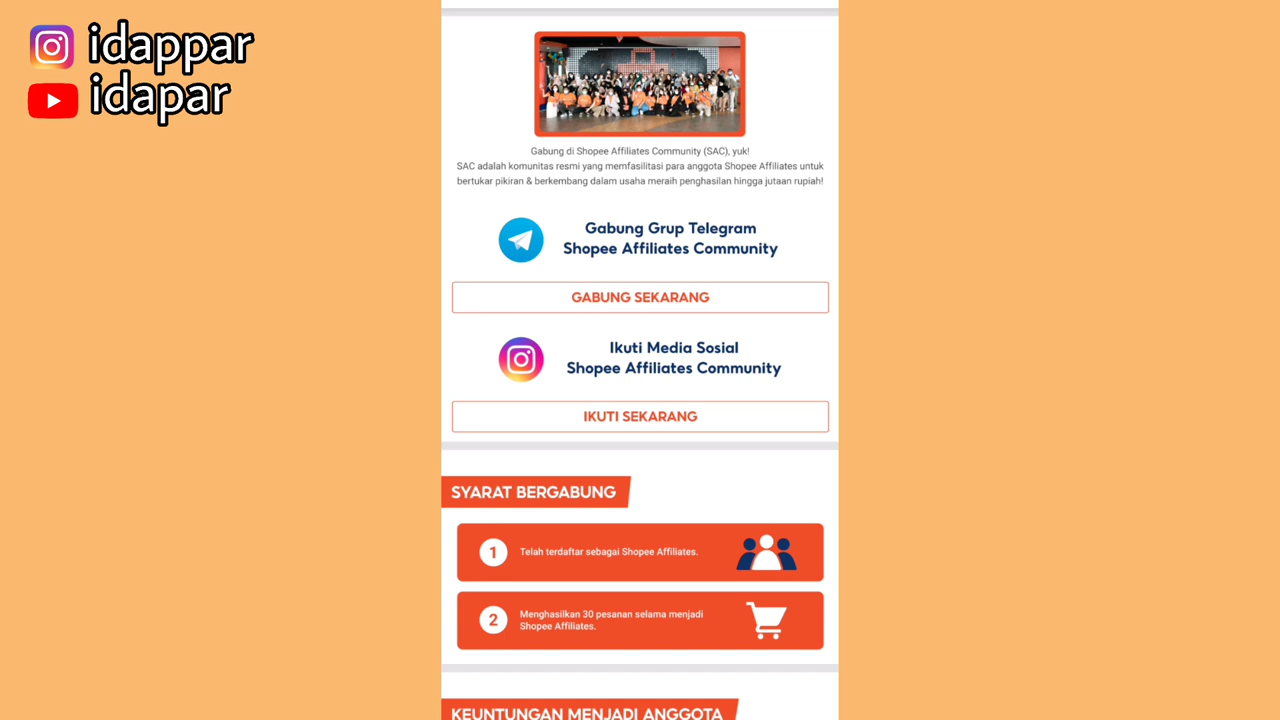 idappar
idapar
Gabung di Shopee Affiliates Community (SAC), yuk!
SAC adalah komunitas resmi yang memfasilitasi para anggota Shopee Affiliates untuk
bertukar pikiran & berkembang dalam usaha meraih penghasilan hingga jutaan rupiah!
Gabung Grup Telegram
Shopee Affiliates Community
GABUNG SEKARANG
Ikuti Media Sosial
Shopee Affiliates Community
IKUTI SEKARANG
SYARAT BERGABUNG
1
Telah terdaftar sebagai Shopee Affiliates.
2
Menghasilkan 30 pesanan selama menjadi
Shopee Affiliates.
KEUNTUNGAN MENJADI ANGGOTA